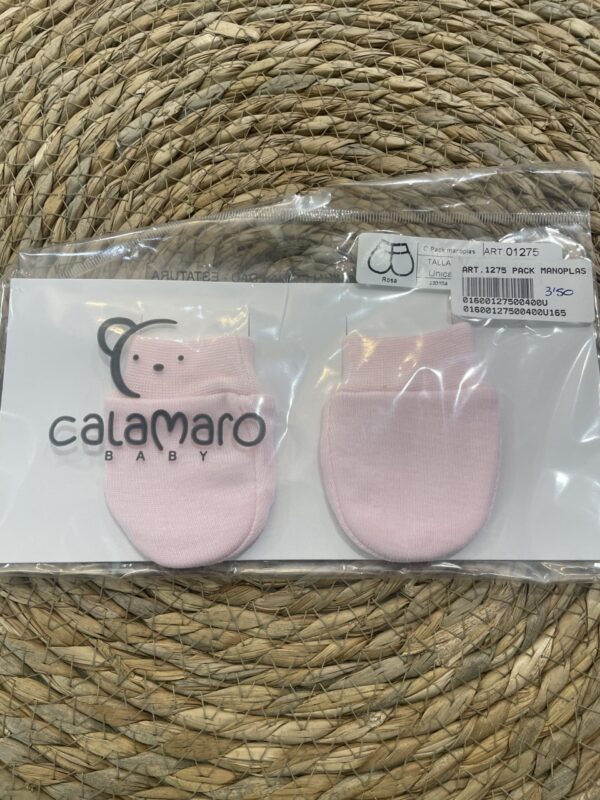 C Pack manoplas
ART.01275
TALLA
Unica
Rosa
ART.1275 PACK MANOPLAS
3'50
01600127500400U
01600127500400U165
ESTATURA
calamaro
BABY